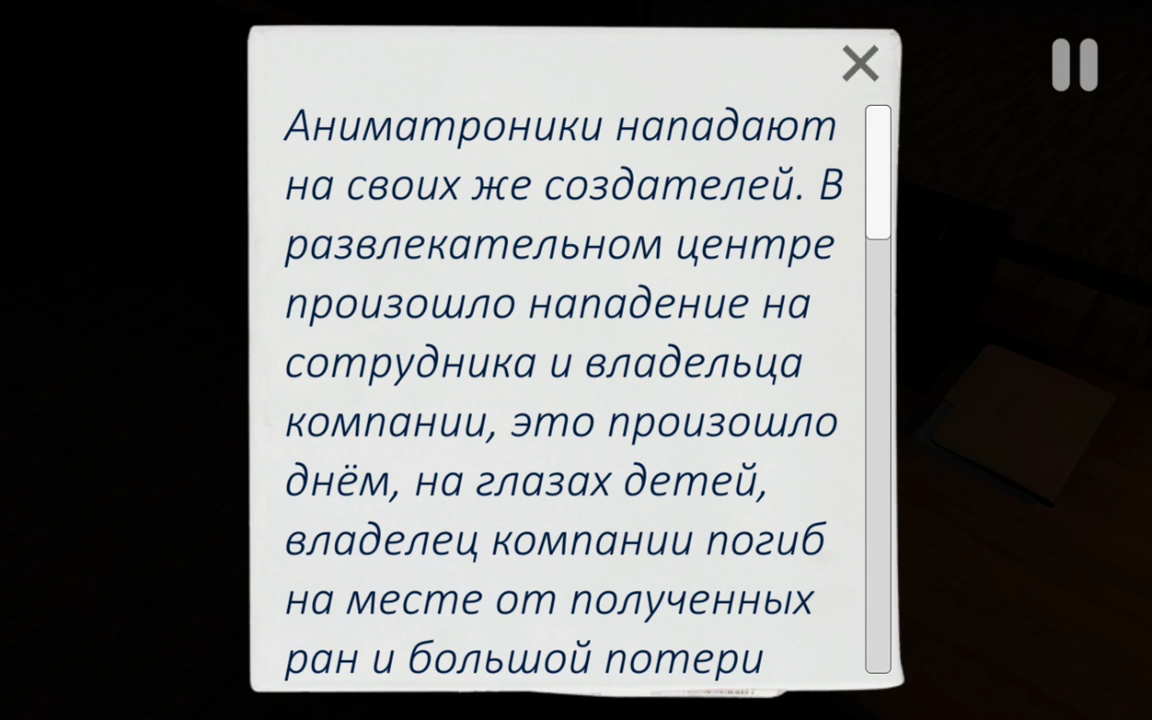 Аниматроники нападают
на своих же создателей. В
развлекательном центре
произошло нападение на
сотрудника и владельца
компании, это произошло
днём, на глазах детей,
владелец компании погиб
на месте от полученных
ран и большой потери